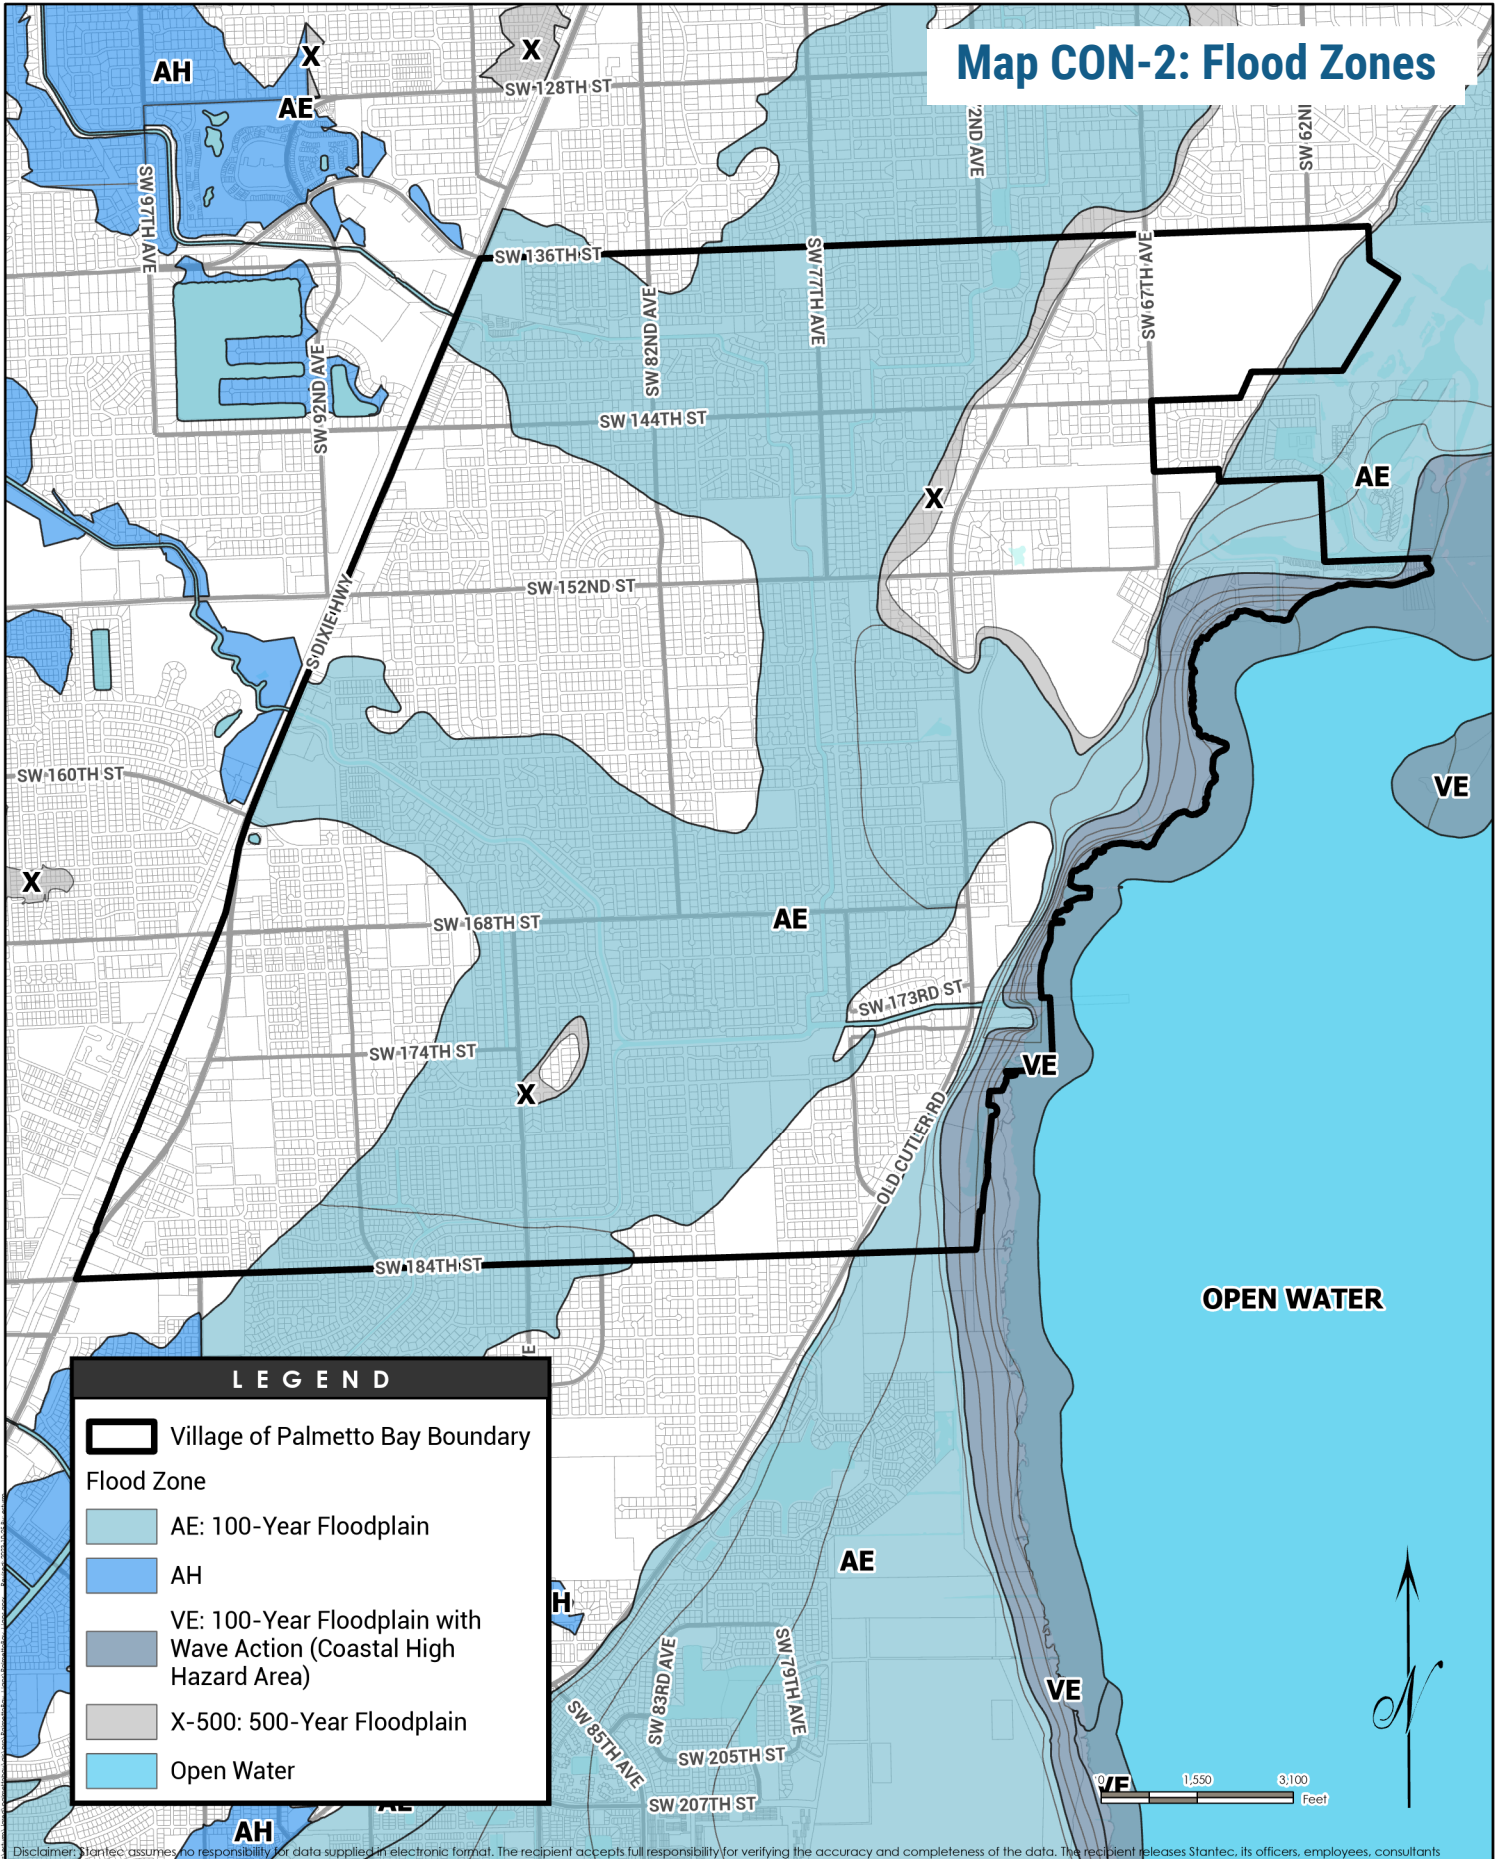 Map CON-2: Flood Zones
X
X
AH
AE
SW 128TH ST
2ND AVE
SW 97TH AVE
SW 136TH ST
SW 77TH AVE
SW 67TH AVE
SW 82ND AVE
SW 92ND AVE
SW 144TH ST
AE
X
S DIXIE HWY
SW 152ND ST
SW 160TH ST
VE
X
SW 168TH ST
AE
SW 173RD ST
SW 174TH ST
VE
X
OLD CUTLER RD
SW 184TH ST
OPEN WATER
LEGEND
Village of Palmetto Bay Boundary
Flood Zone
AE: 100-Year Floodplain
AH
VE: 100-Year Floodplain with
Wave Action (Coastal High
Hazard Area)
X-500: 500-Year Floodplain
Open Water
AE
H
SW 83RD AVE
SW 79TH AVE
SW 85TH AVE
VE
SW 205TH ST
SW 207TH ST
VE
0 1,550 3,100
Feet
N
AE
AH
Disclaimer: Stantec assumes no responsibility for data supplied in electronic format. The recipient accepts full responsibility for verifying the accuracy and completeness of the data. The recipient releases Stantec, its officers, employees, consultants